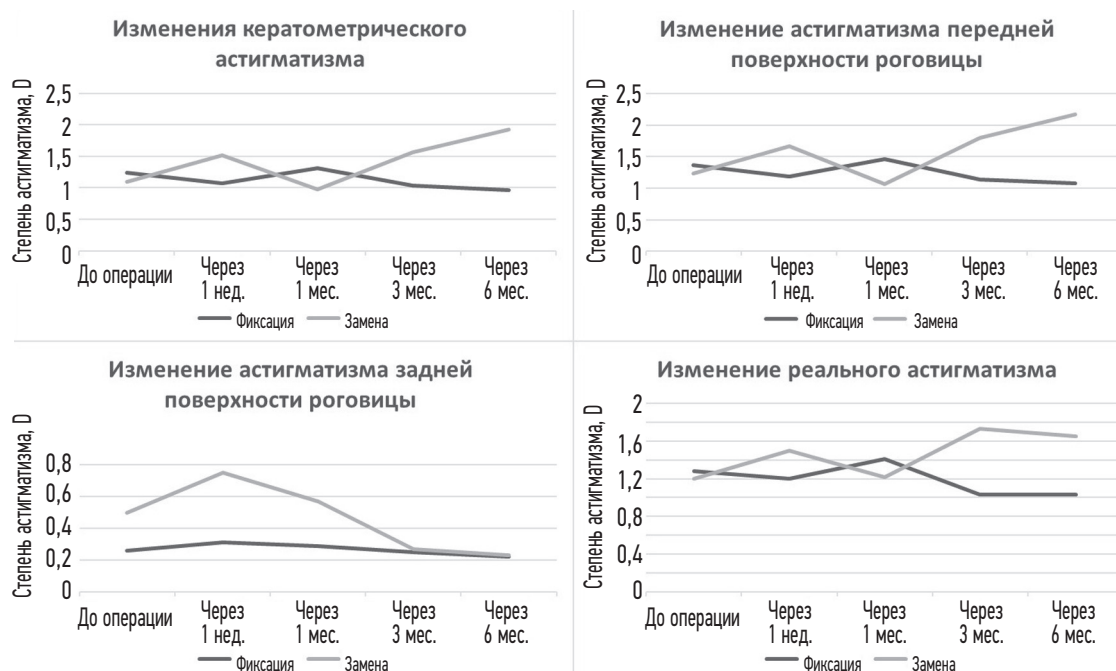 Изменения кератометрического
астигматизма
Степень астигматизма, D
2,5
2
1,5
1
0,5
0
До операции
Через
1 нед.
Через
1 мес.
Через
3 мес.
Через
6 мес.
Фиксация
Замена
Изменение астигматизма передней
поверхности роговицы
Степень астигматизма, D
2,5
2
1,5
1
0,5
0
До операции
Через
1 нед.
Через
1 мес.
Через
3 мес.
Через
6 мес.
Фиксация
Замена
Изменение астигматизма задней
поверхности роговицы
Степень астигматизма, D
0,8
0,6
0,4
0,2
0
До операции
Через
1 нед.
Через
1 мес.
Через
3 мес.
Через
6 мес.
Фиксация
Замена
Изменение реального астигматизма
Степень астигматизма, D
2
1,6
1,2
0,8
0,4
0
До операции
Через
1 нед.
Через
1 мес.
Через
3 мес.
Через
6 мес.
Фиксация
Замена